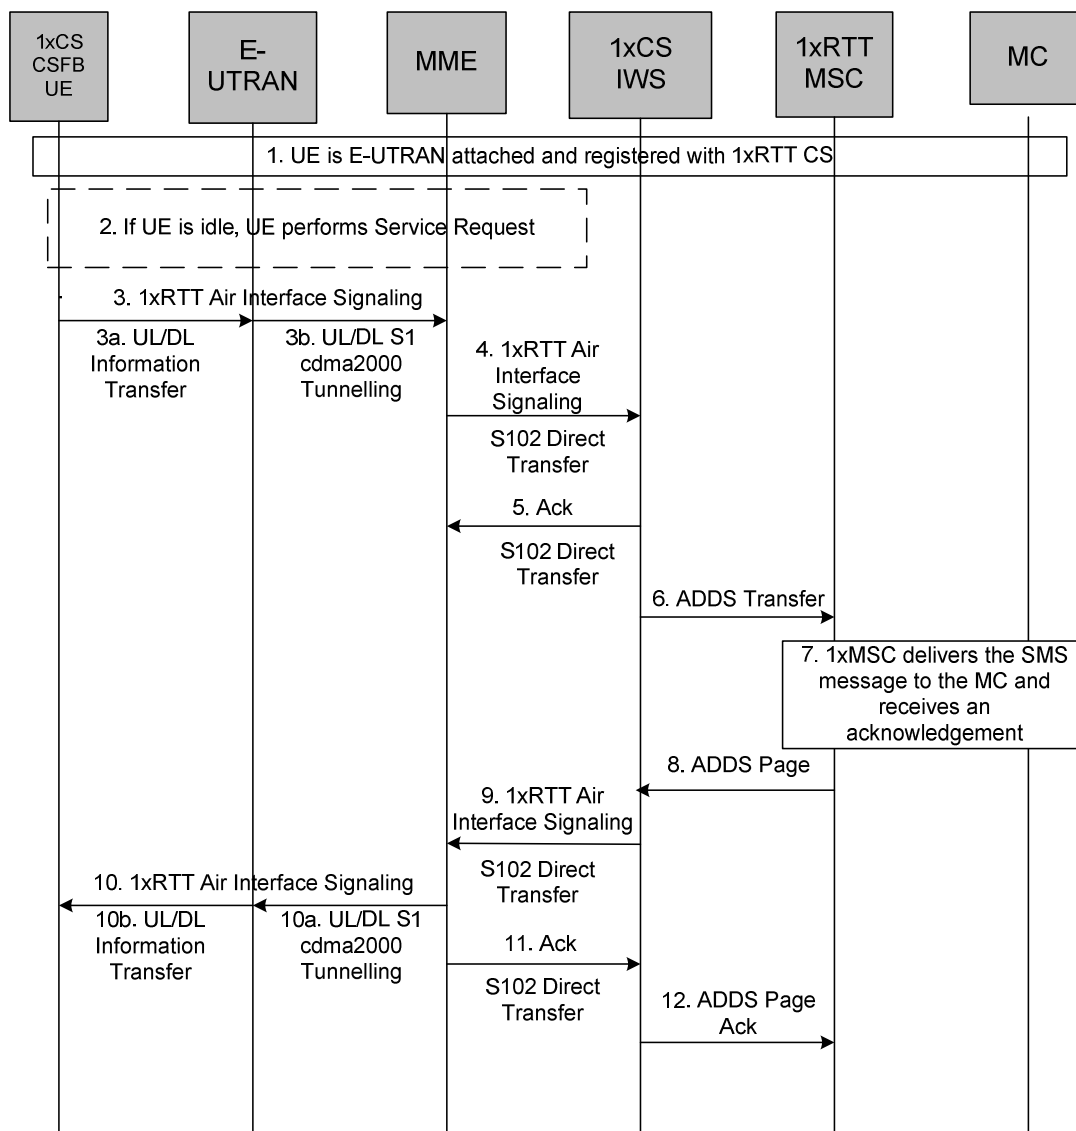 1xCS
CSFB
UE
E-
UTRAN
MME
1xCS
IWS
1xRTT
MSC
MC
1. UE is E-UTRAN attached and registered with 1xRTT CS
2. If UE is idle, UE performs Service Request
3. 1xRTT Air Interface Signaling
3a. UL/DL
Information
Transfer
3b. UL/DL S1
cdma2000
Tunnelling
4. 1xRTT Air
Interface
Signaling
S102 Direct
Transfer
5. Ack
S102 Direct
Transfer
6. ADDS Transfer
7. 1xMSC delivers the SMS
message to the MC and
receives an
acknowledgement
8. ADDS Page
9. 1xRTT Air
Interface Signaling
S102 Direct
Transfer
10. 1xRTT Air Interface Signaling
10b. UL/DL
Information
Transfer
10a. UL/DL S1
cdma2000
Tunnelling
11. Ack
S102 Direct
Transfer
12. ADDS Page
Ack